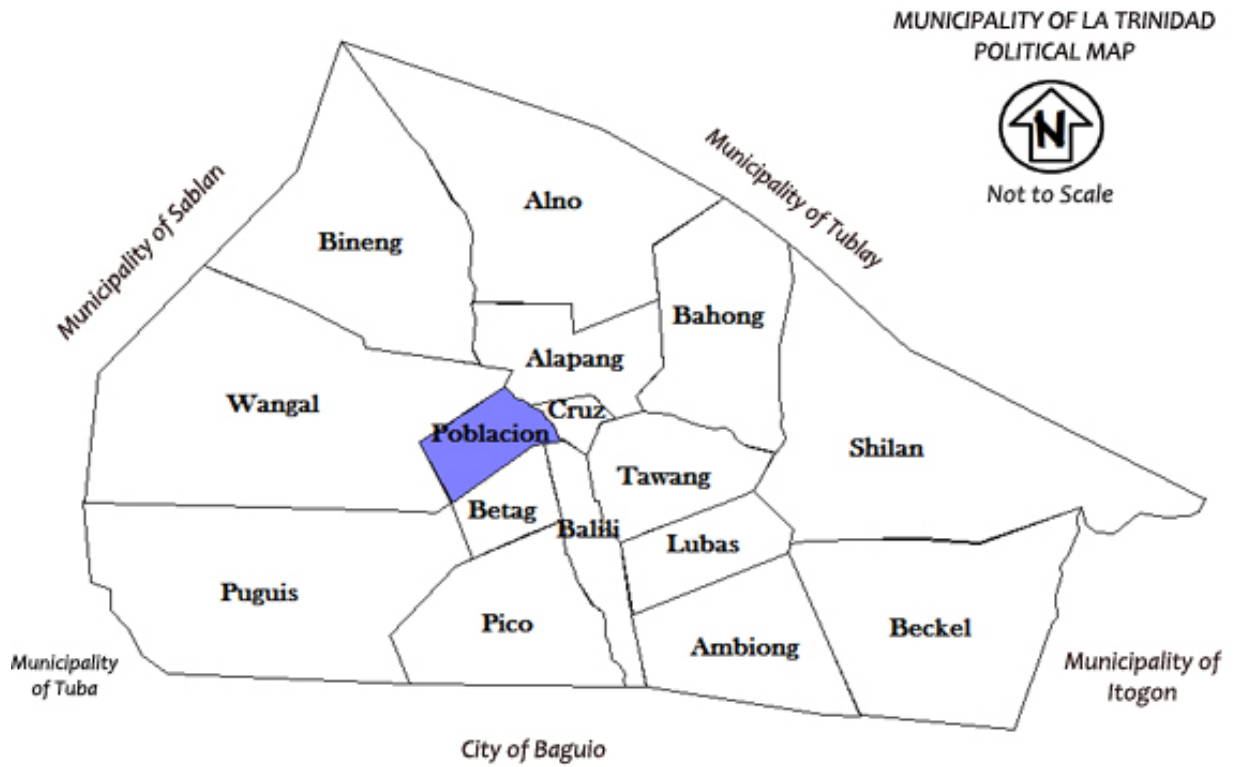 MUNICIPALITY OF LA TRINIDAD
POLITICAL MAP
N
Not to Scale
Municipality of Sablan
Municipality of Tublay
Alno
Bineng
Bahong
Alapang
Wangal
Cruz
Poblacion
Shilan
Tawang
Betag
Balili
Lubas
Puguis
Pico
Beckel
Ambiong
Municipality
of Tuba
Municipality of
Itogon
City of Baguio